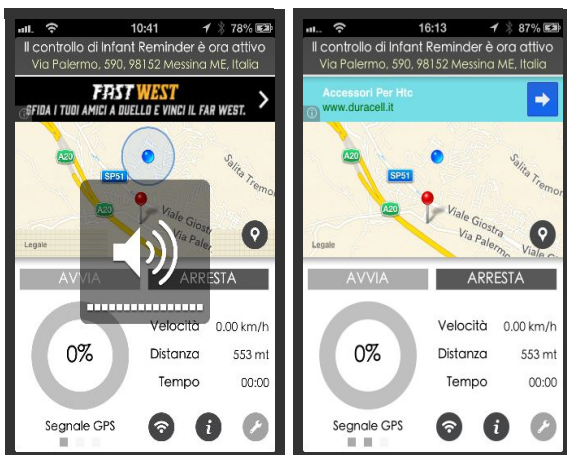 10:41
78%
Il controllo di Infant Reminder è ora attivo
Via Palermo, 590, 98152 Messina ME, Italia
FAST WEST
SFIDA I TUOI AMICI A DUELLO E VINCI IL FAR WEST.
A20
SP51
A20
Salita Tremo
Viale Giostr
Via Paler
Legale
AVVIA
ARRESTA
0%
Velocità 0.00 km/h
Distanza 553 mt
Tempo 00:00
Segnale GPS
i
16:13
87%
Il controllo di Infant Reminder è ora attivo
Via Palermo, 590, 98152 Messina ME, Italia
Accessori Per Htc
www.duracell.it
A20
SP51
A20
Salita Tremo
Viale Giostra
Via Palermo
Viale G
Legale
AVVIA
ARRESTA
0%
Velocità 0.00 km/h
Distanza 553 mt
Tempo 00:00
Segnale GPS
i